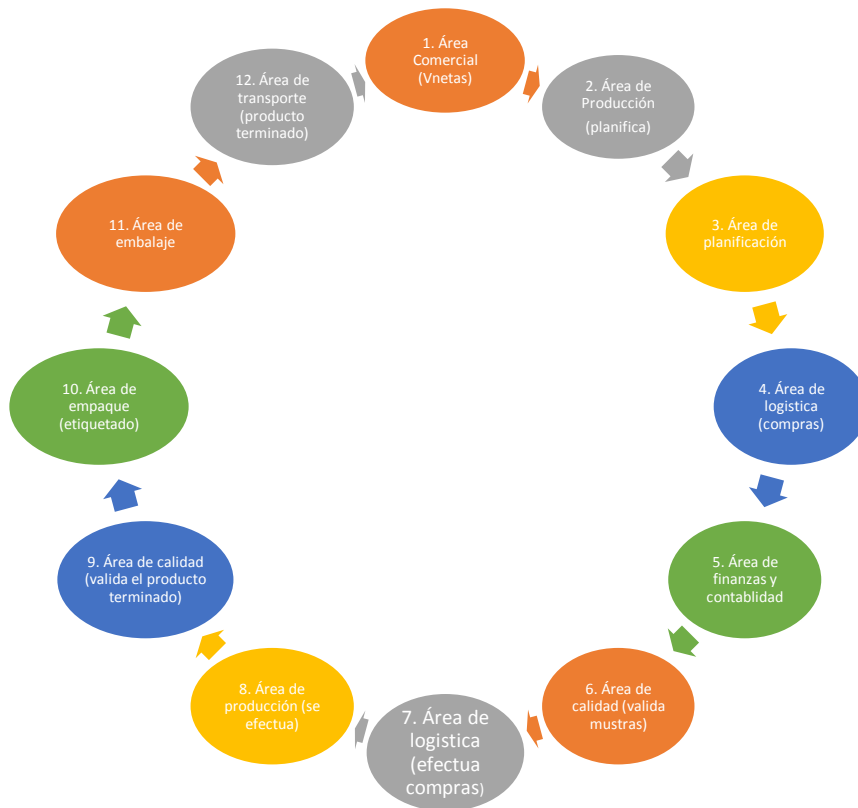 1. Área
Comercial
(Vnetas)
2. Área de
Producción
(planifica)
3. Área de
planificación
4. Área de
logistica
(compras)
5. Área de
finanzas y
contablidad
6. Área de
calidad (valida
mustras)
7. Área de
logistica
(efectua
compras)
8. Área de
producción (se
efectua)
9. Área de calidad
(valida el producto
terminado)
10. Área de
empaque
(etiquetado)
11. Área de
embalaje
12. Área de
transporte
(producto
terminado)